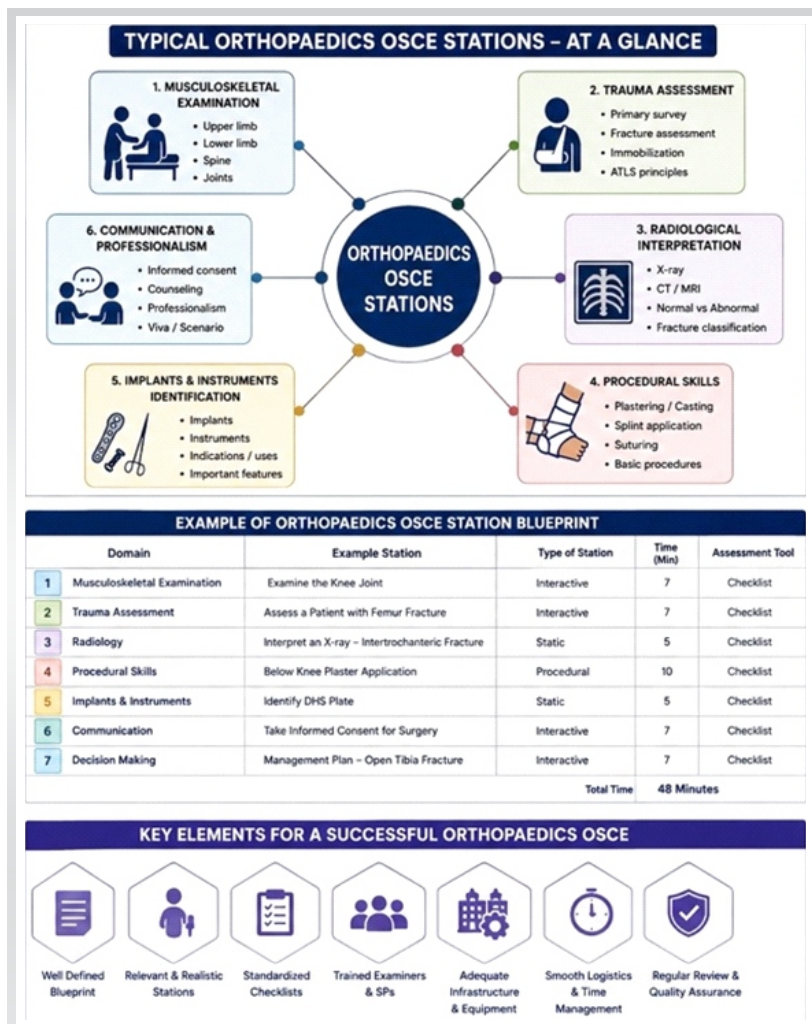 TYPICAL ORTHOPAEDICS OSCE STATIONS – AT A GLANCE
1. MUSCULOSKELETAL
EXAMINATION
• Upper limb
• Lower limb
• Spine
• Joints
2. TRAUMA ASSESSMENT
• Primary survey
• Fracture assessment
• Immobilization
• ATLS principles
6. COMMUNICATION &
PROFESSIONALISM
• Informed consent
• Counseling
• Professionalism
• Viva / Scenario
ORTHOPAEDICS
OSCE
STATIONS
3. RADIOLOGICAL
INTERPRETATION
• X-ray
• CT / MRI
• Normal vs Abnormal
• Fracture classification
5. IMPLANTS & INSTRUMENTS
IDENTIFICATION
• Implants
• Instruments
• Indications / uses
• Important features
4. PROCEDURAL SKILLS
• Plastering / Casting
• Splint application
• Suturing
• Basic procedures
EXAMPLE OF ORTHOPAEDICS OSCE STATION BLUEPRINT
Domain Example Station Type of Station Time (Min) Assessment Tool
1 Musculoskeletal Examination Examine the Knee Joint Interactive 7 Checklist
2 Trauma Assessment Assess a Patient with Femur Fracture Interactive 7 Checklist
3 Radiology Interpret an X-ray – Intertrochanteric Fracture Static 5 Checklist
4 Procedural Skills Below Knee Plaster Application Procedural 10 Checklist
5 Implants & Instruments Identify DHS Plate Static 5 Checklist
6 Communication Take Informed Consent for Surgery Interactive 7 Checklist
7 Decision Making Management Plan – Open Tibia Fracture Interactive 7 Checklist
Total Time 48 Minutes
KEY ELEMENTS FOR A SUCCESSFUL ORTHOPAEDICS OSCE
Well Defined
Blueprint
Relevant & Realistic
Stations
Standardized
Checklists
Trained Examiners
& SPs
Adequate
Infrastructure
& Equipment
Smooth Logistics
& Time
Management
Regular Review &
Quality Assurance